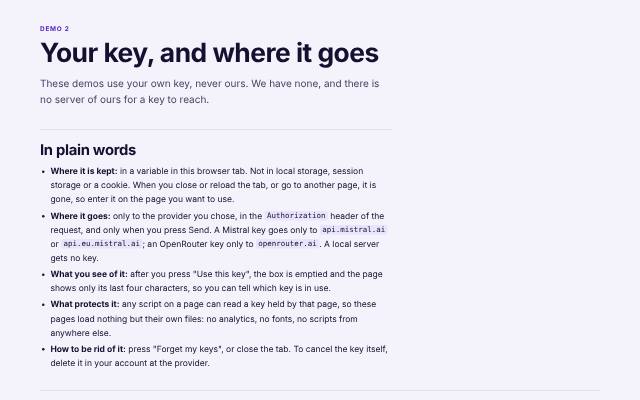 DEMO 2
Your key, and where it goes
These demos use your own key, never ours. We have none, and there is
no server of ours for a key to reach.
In plain words
• Where it is kept: in a variable in this browser tab. Not in local storage, session
storage or a cookie. When you close or reload the tab, or go to another page, it is
gone, so enter it on the page you want to use.
• Where it goes: only to the provider you chose, in the Authorization header of the
request, and only when you press Send. A Mistral key goes only to api.mistral.ai
or api.eu.mistral.ai; an OpenRouter key only to openrouter.ai. A local server
gets no key.
• What you see of it: after you press "Use this key", the box is emptied and the page
shows only its last four characters, so you can tell which key is in use.
• What protects it: any script on a page can read a key held by that page, so these
pages load nothing but their own files: no analytics, no fonts, no scripts from
anywhere else.
• How to be rid of it: press "Forget my keys", or close the tab. To cancel the key itself,
delete it in your account at the provider.